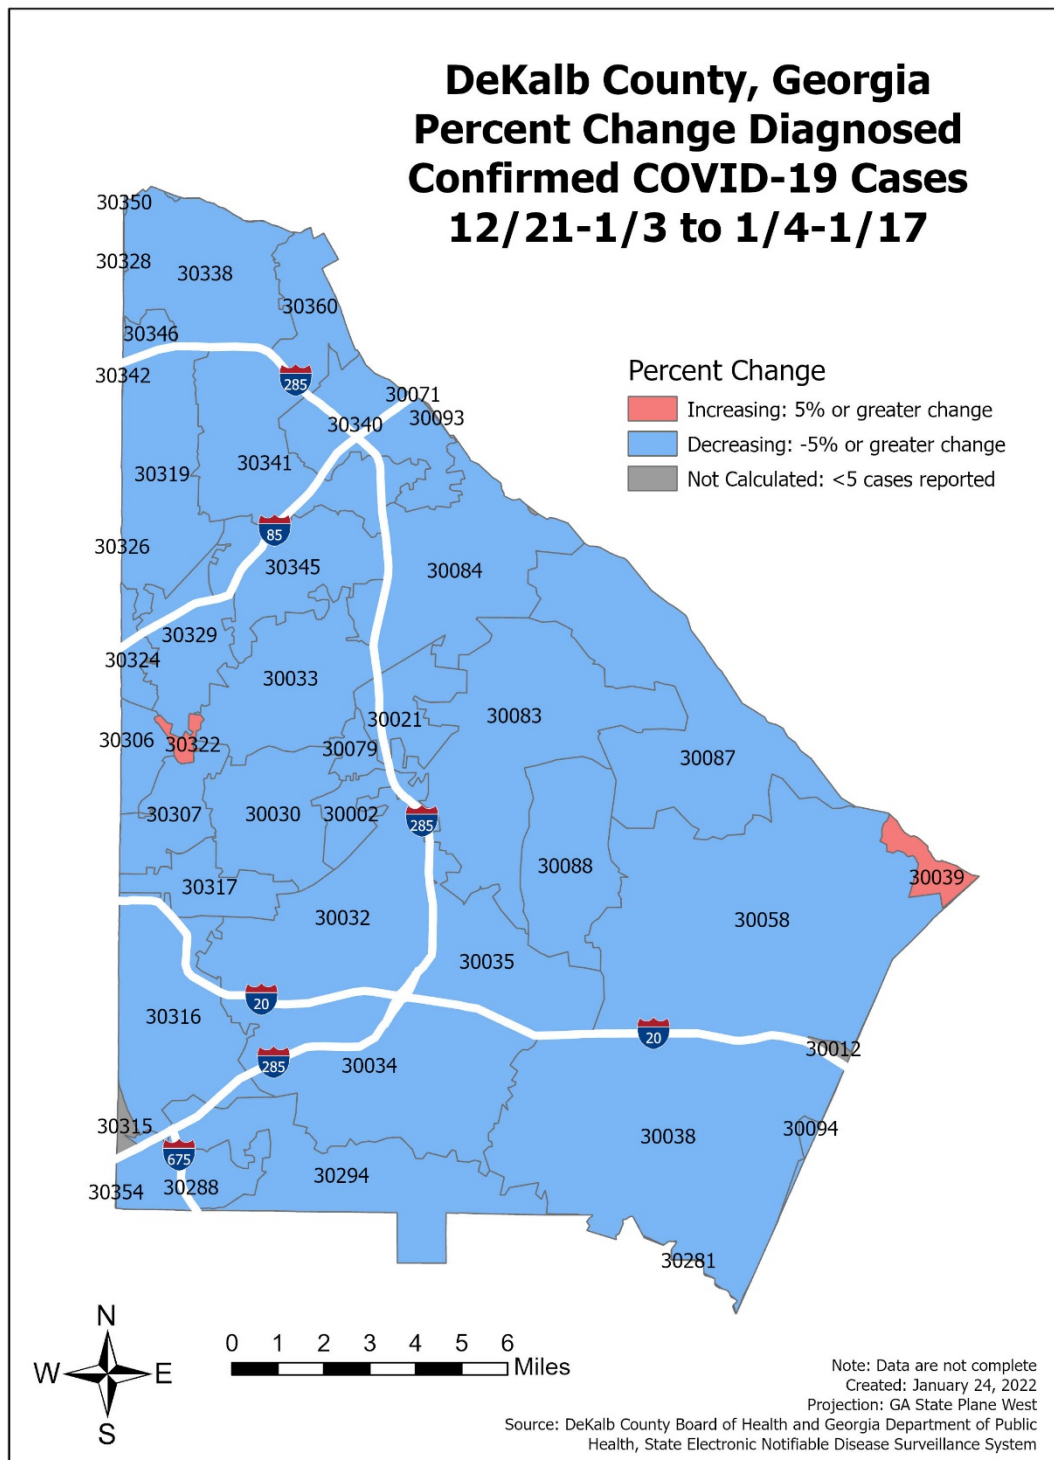 DeKalb County, Georgia
Percent Change Diagnosed
Confirmed COVID-19 Cases
12/21-1/3 to 1/4-1/17
30350
30328
30338
30360
30346
30342
285
30071
30093
30340
30341
30319
Percent Change
Increasing: 5% or greater change
Decreasing: -5% or greater change
Not Calculated: <5 cases reported
85
30326
30345
30084
30329
30324
30033
30021
30083
30306
30322
30079
30087
30307
30030
30002
285
30088
30039
30317
30032
30058
30035
20
30316
20
30012
285
30034
30315
30038
30094
675
30354
30288
30294
30281
N
W E
S
0 1 2 3 4 5 6
Miles
Note: Data are not complete
Created: January 24, 2022
Projection: GA State Plane West
Source: DeKalb County Board of Health and Georgia Department of Public
Health, State Electronic Notifiable Disease Surveillance System